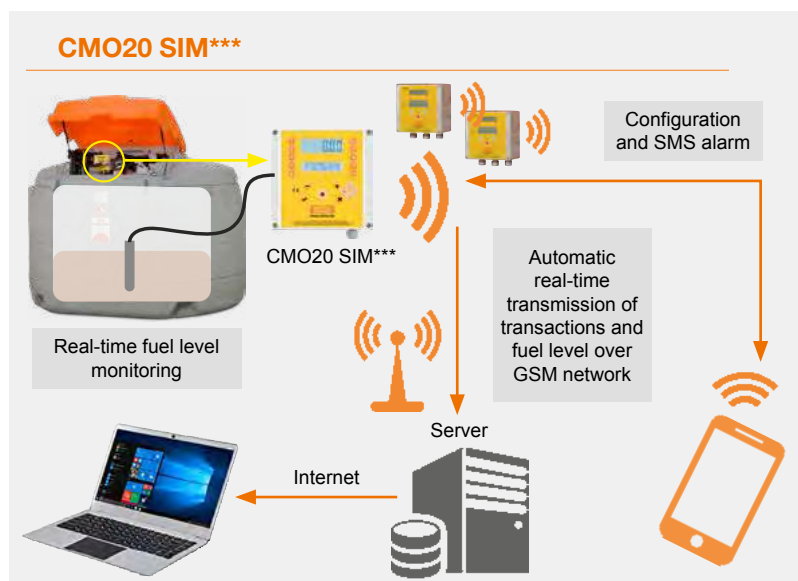 CMO20 SIM***
Configuration
and SMS alarm
CMO20 SIM***
Automatic
real-time
transmission of
transactions and
fuel level over
GSM network
Real-time fuel level
monitoring
Server
Internet